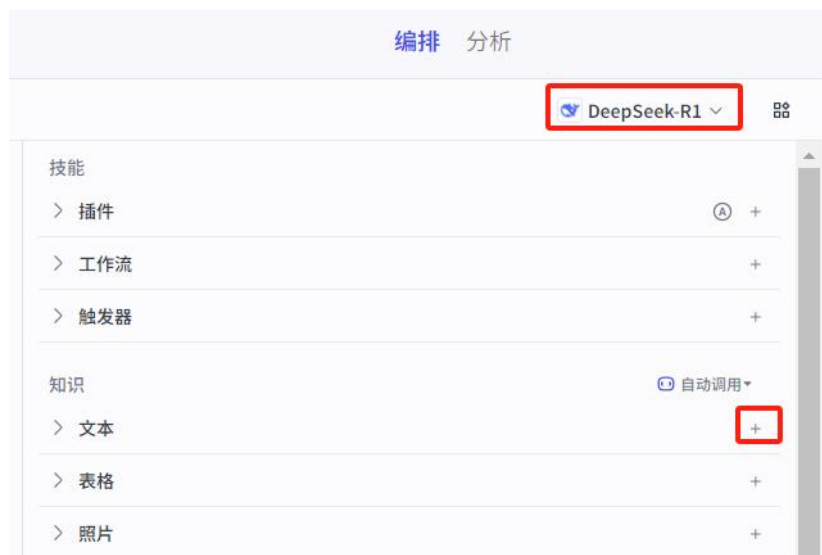 编排 分析
DeepSeek-R1
技能
插件
工作流
触发器
知识 自动调用
文本
表格
照片